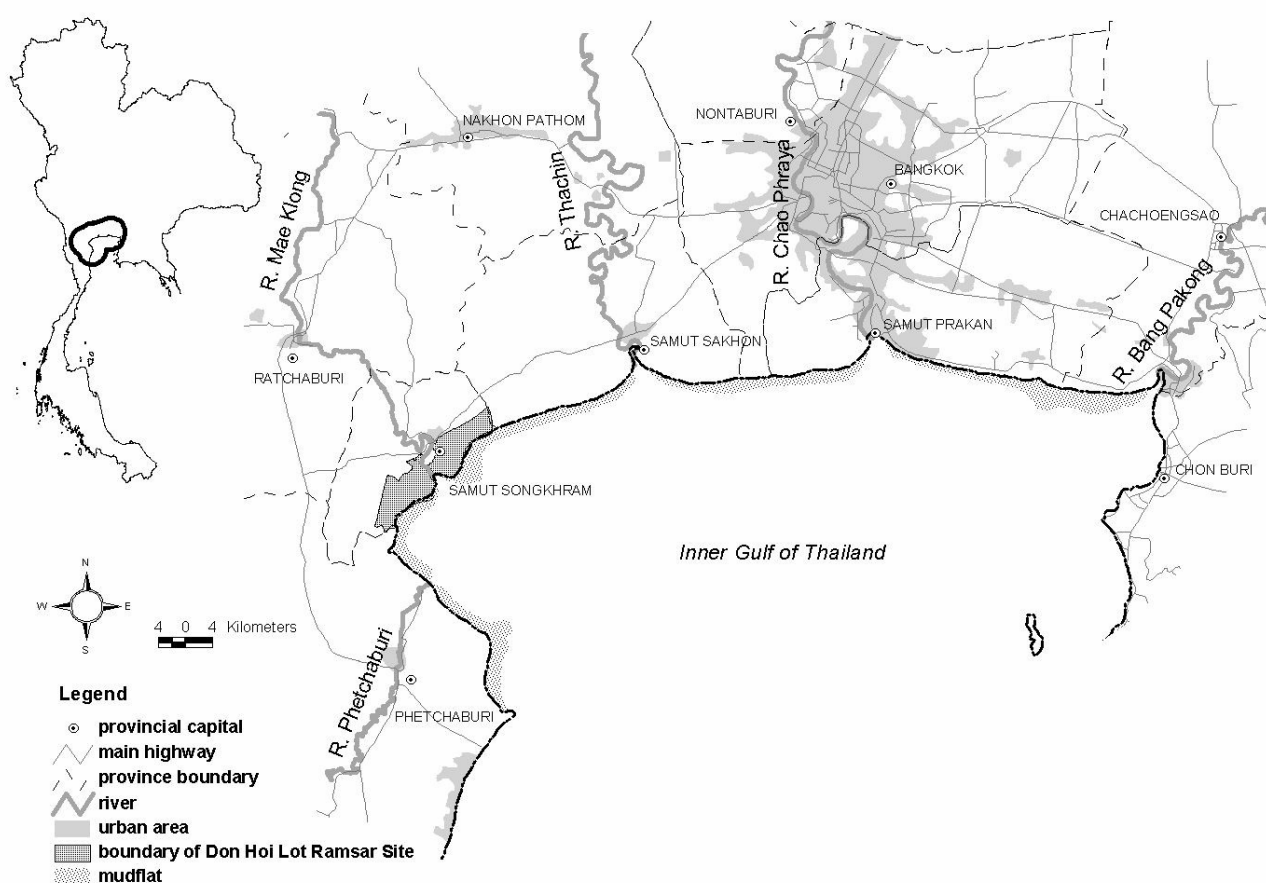 NAKHON PATHOM
NONTABURI
R. Thachin
R. Chao Phraya
BANGKOK
R. Mae Klong
CHACHOENGSAO
R. Bang Pakong
SAMUT PRAKAN
SAMUT SAKHON
RATCHABURI
CHON BURI
SAMUT SONGKHRAM
Inner Gulf of Thailand
N
W
E
S
4 0 4 Kilometers
R. Phetchaburi
PHETCHABURI
Legend
provincial capital
main highway
province boundary
river
urban area
boundary of Don Hoi Lot Ramsar Site
mudflat